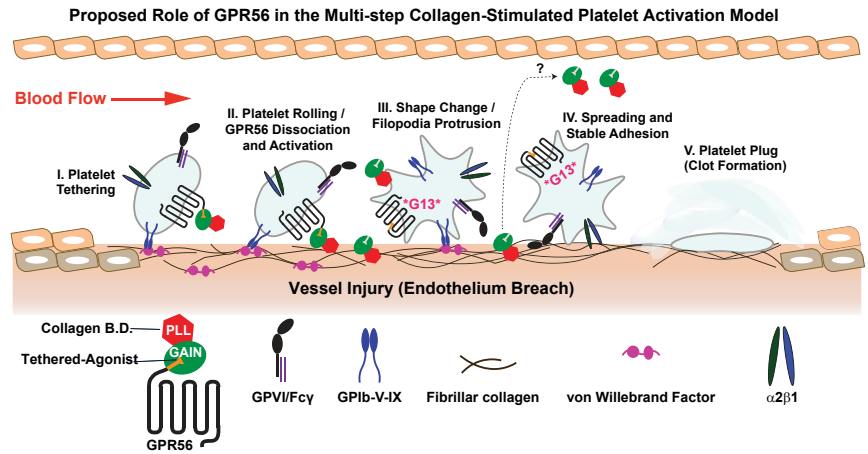 Proposed Role of GPR56 in the Multi-step Collagen-Stimulated Platelet Activation Model
Blood Flow
I. Platelet
Tethering
II. Platelet Rolling /
GPR56 Dissociation
and Activation
III. Shape Change /
Filopodia Protrusion
?
IV. Spreading and
Stable Adhesion
V. Platelet Plug
(Clot Formation)
*G13*
*G13*
Vessel Injury (Endothelium Breach)
Collagen B.D.
PLL
GAIN
Tethered-Agonist
GPR56
GPVI/Fcγ
GPIb-V-IX
Fibrillar collagen
von Willebrand Factor
α2β1